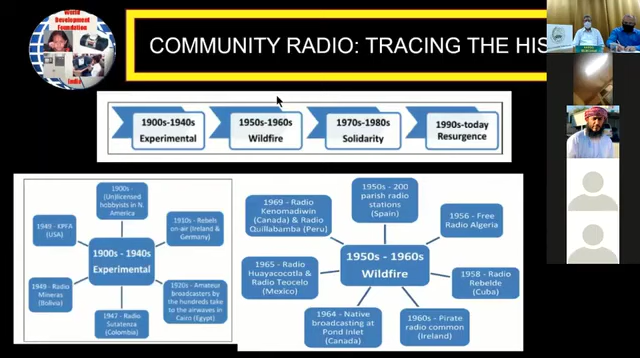 World
Development
Foundation
India
COMMUNITY RADIO: TRACING THE HIS
1900s-1940s
Experimental
1950s-1960s
Wildfire
1970s-1980s
Solidarity
1990s-today
Resurgence
1900s -
(Un)licensed
hobbyists in N.
America
1949 - KPFA
(USA)
1910s - Rebels
on-air (Ireland &
Germany)
1900s - 1940s
Experimental
1949 - Radio
Mineras
(Bolivia)
1920s - Amateur
broadcasters by
the hundreds take
to the airwaves in
Cairo (Egypt)
1947 - Radio
Sutatenza
(Colombia)
1950s - 200
parish radio
stations
(Spain)
1969 - Radio
Kenomadiwin
(Canada) & Radio
Quillabamba (Peru)
1956 - Free
Radio Algeria
1950s - 1960s
Wildfire
1965 - Radio
Huayacocotla &
Radio Teocelo
(Mexico)
1958 - Radio
Rebelde
(Cuba)
1964 - Native
broadcasting at
Pond Inlet
(Canada)
1960s - Pirate
radio common
(Ireland)